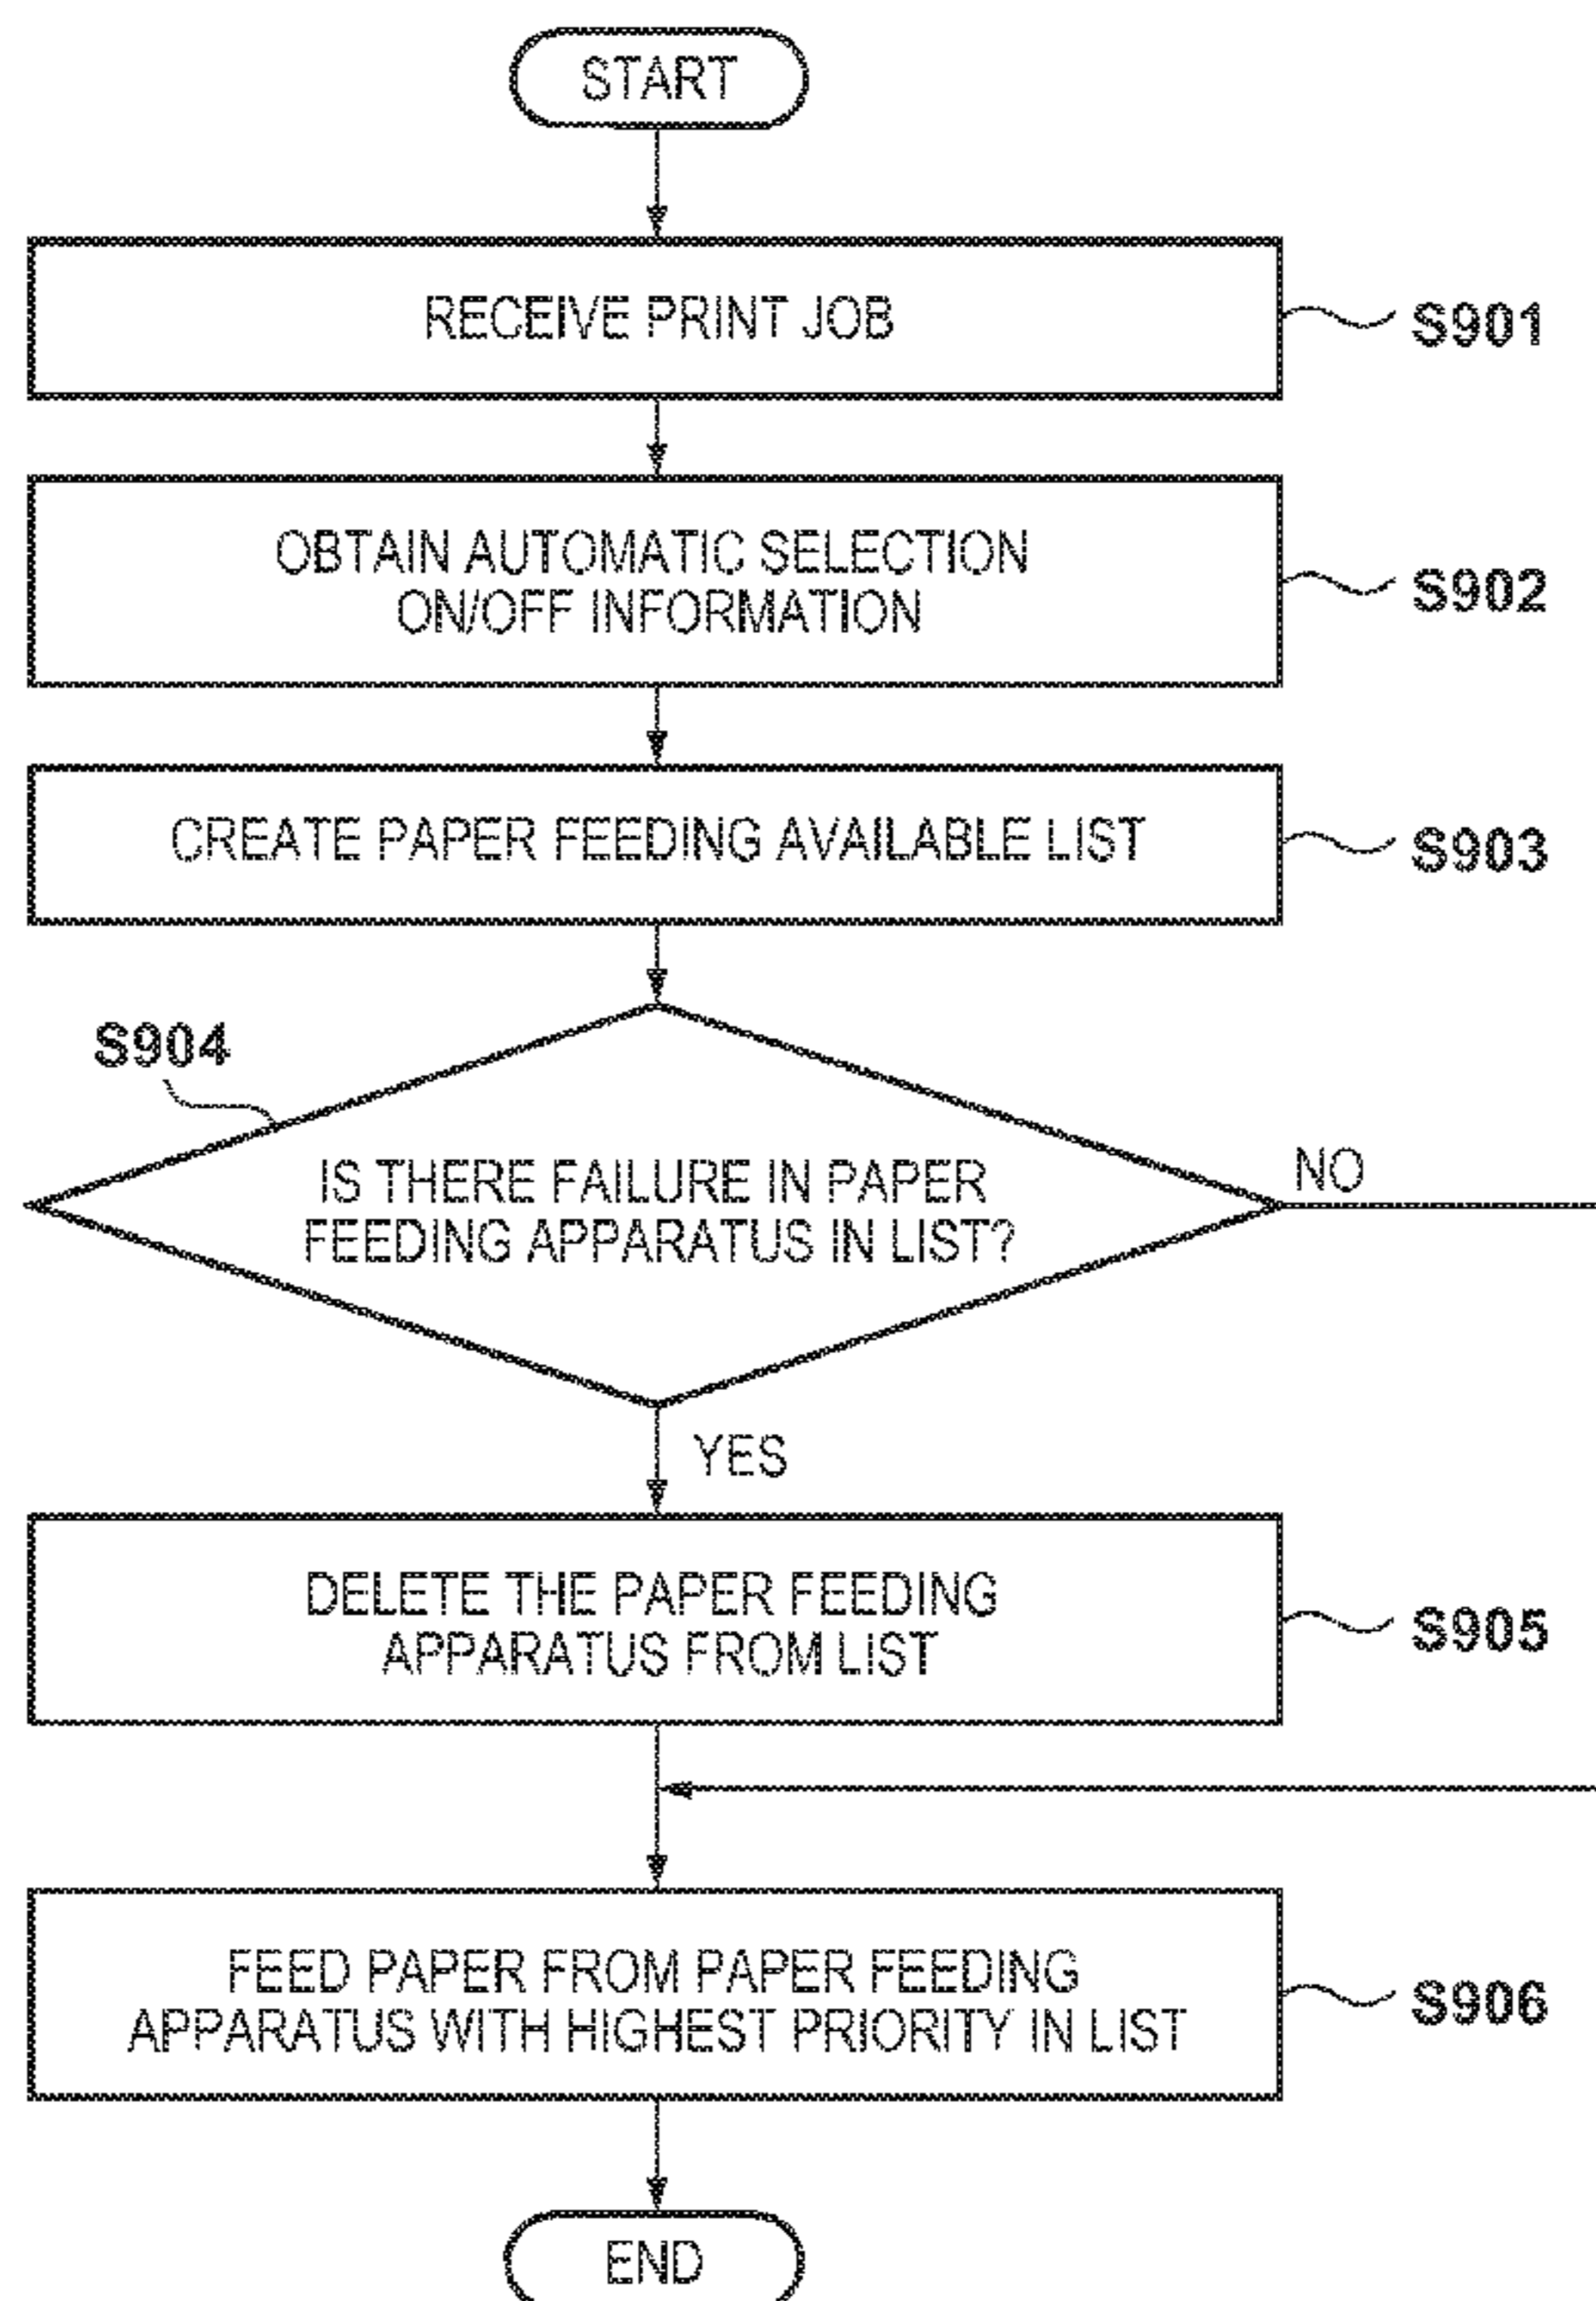 START
RECEIVE PRINT JOB
S901
OBTAIN AUTOMATIC SELECTION
ON/OFF INFORMATION
S902
CREATE PAPER FEEDING AVAILABLE LIST
S903
S904
IS THERE FAILURE IN PAPER
FEEDING APPARATUS IN LIST?
NO
YES
DELETE THE PAPER FEEDING
APPARATUS FROM LIST
S905
FEED PAPER FROM PAPER FEEDING
APPARATUS WITH HIGHEST PRIORITY IN LIST
S906
END